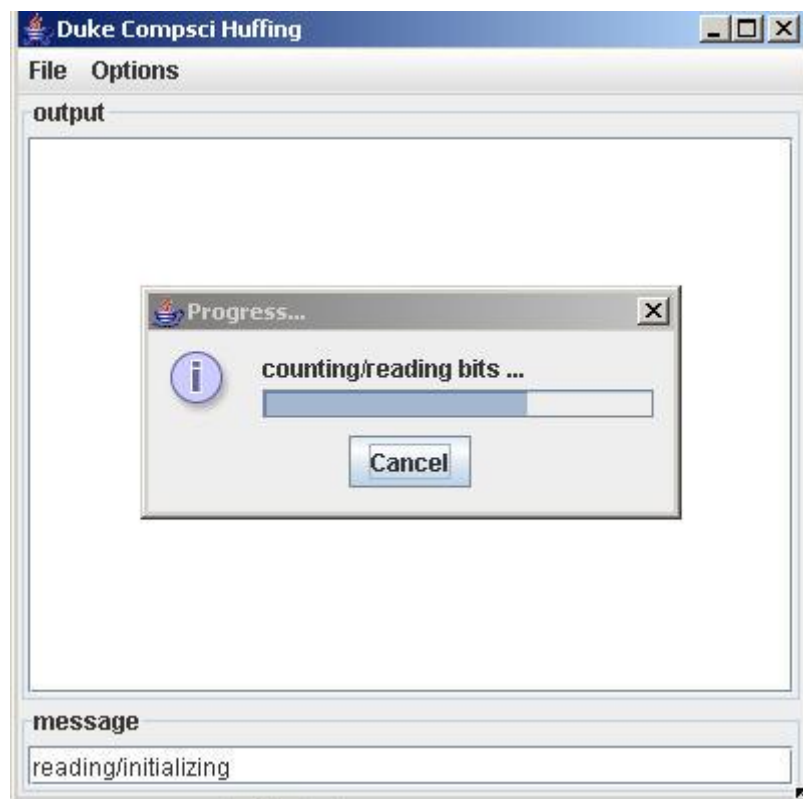 Duke Compsci Huffing
File Options
output
Progress...
counting/reading bits ...
Cancel
message
reading/initializing